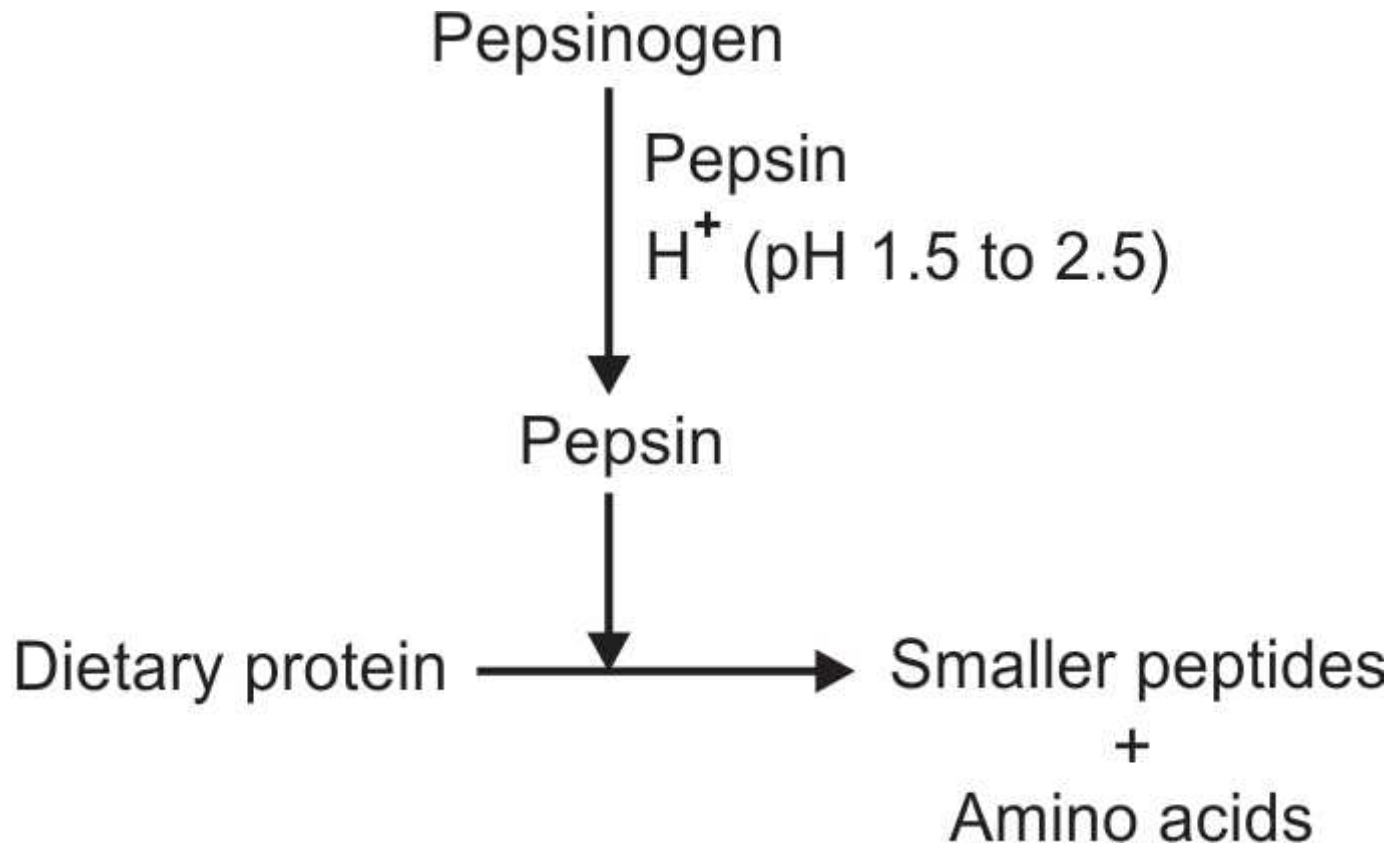 Pepsinogen
Pepsin
H⁺ (pH 1.5 to 2.5)
Pepsin
Dietary protein
Smaller peptides
+
Amino acids